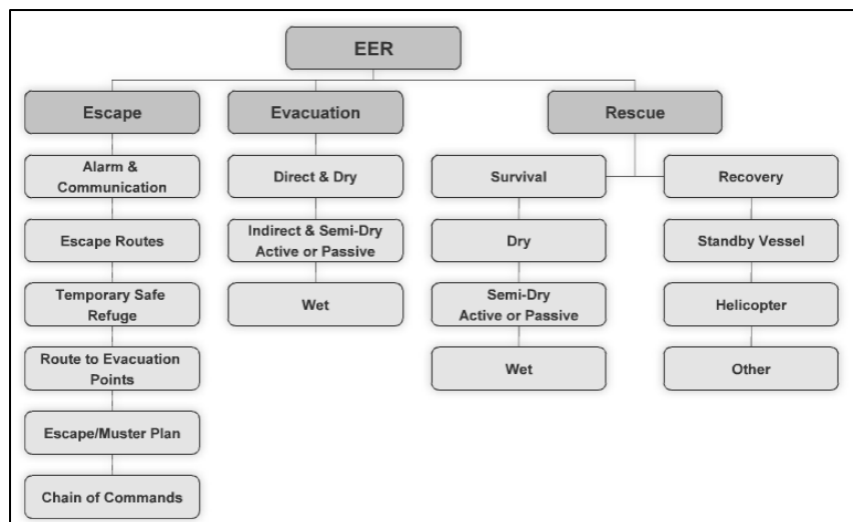 EER
Escape
Evacuation
Rescue
Alarm &
Communication
Escape Routes
Temporary Safe
Refuge
Route to Evacuation
Points
Escape/Muster Plan
Chain of Commands
Direct & Dry
Indirect & Semi-Dry
Active or Passive
Wet
Survival
Dry
Semi-Dry
Active or Passive
Wet
Recovery
Standby Vessel
Helicopter
Other